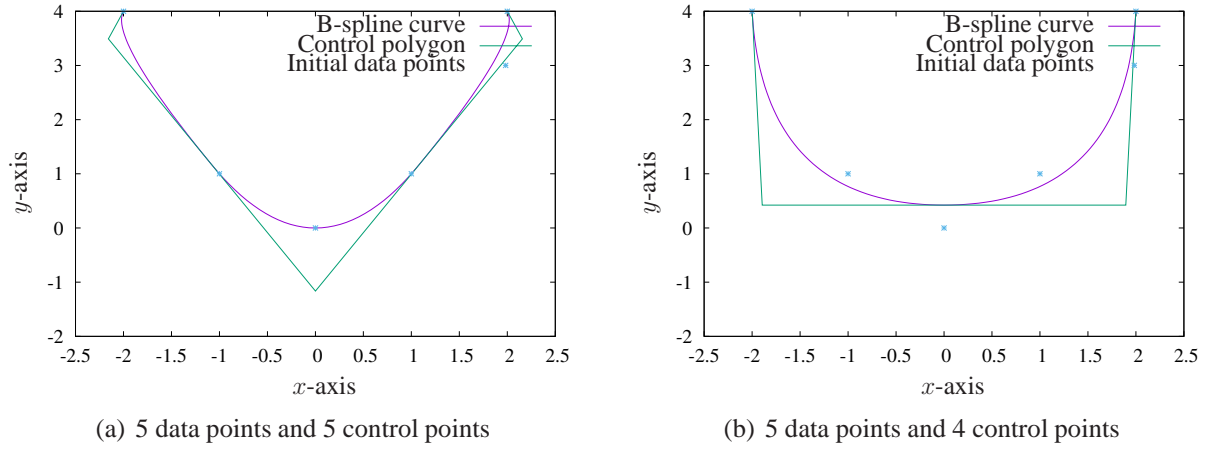 4
3
2
1
0
-1
-2
-2.5 -2 -1.5 -1 -0.5 0 0.5 1 1.5 2 2.5
y-axis
x-axis
B-spline curve
Control polygon
Initial data points
(a) 5 data points and 5 control points
4
3
2
1
0
-1
-2
-2.5 -2 -1.5 -1 -0.5 0 0.5 1 1.5 2 2.5
y-axis
x-axis
B-spline curve
Control polygon
Initial data points
(b) 5 data points and 4 control points